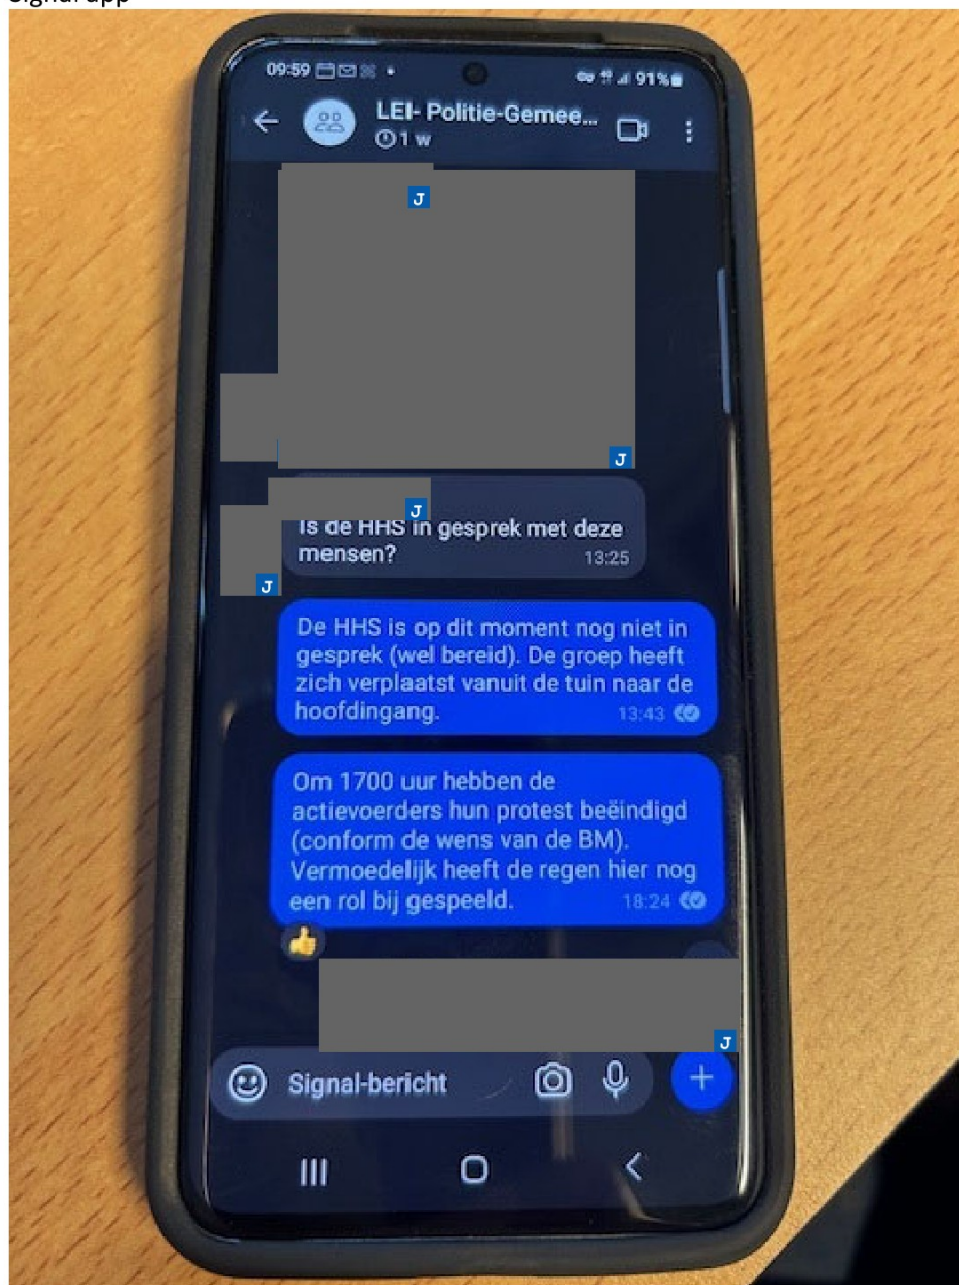 Signal app
09:59
91%
LEI- Politie-Gemee...
1 w
J
J
J
Is de HHS in gesprek met deze
mensen?
13:25
J
De HHS is op dit moment nog niet in
gesprek (wel bereid). De groep heeft
zich verplaatst vanuit de tuin naar de
hoofdingang.
13:43
Om 1700 uur hebben de
actievoerders hun protest beëindigd
(conform de wens van de BM).
Vermoedelijk heeft de regen hier nog
een rol bij gespeeld.
18:24
J
Signal-bericht